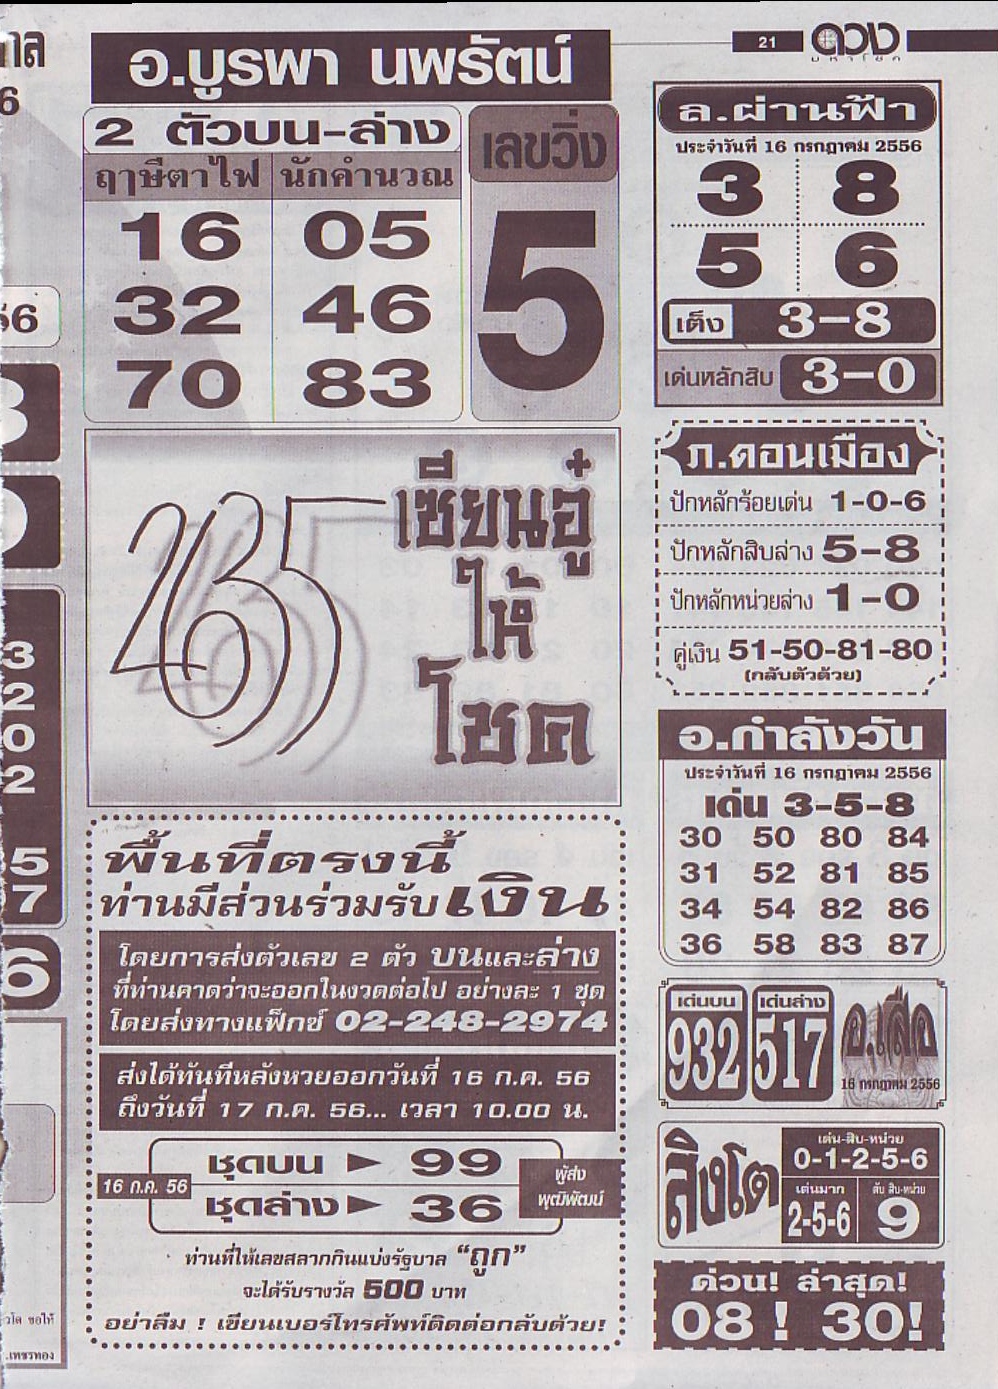 21
ดวง
มหาโชค
อ.บูรพา นพรัตน์
2 ตัวบน-ล่าง
ฤาษีตาไฟ นักคำนวณ
16 05
32 46
70 83
เลขวิ่ง
5
ล.ผ่านฟ้า
ประจำวันที่ 16 กรกฎาคม 2556
3 8
5 6
เต็ง 3-8
เด่นหลักสิบ 3-0
เซียนอู๋
ให้
โชค
ภ.ดอนเมือง
ปักหลักร้อยเด่น 1-0-6
ปักหลักสิบล่าง 5-8
ปักหลักหน่วยล่าง 1-0
คู่เงิน 51-50-81-80
(กลับตัวด้วย)
อ.กำลังวัน
ประจำวันที่ 16 กรกฎาคม 2556
เด่น 3-5-8
30 50 80 84
31 52 81 85
34 54 82 86
36 58 83 87
พื้นที่ตรงนี้
ท่านมีส่วนร่วมรับเงิน
โดยการส่งตัวเลข 2 ตัว บนและล่าง
ที่ท่านคาดว่าจะออกในงวดต่อไป อย่างละ 1 ชุด
โดยส่งทางแฟ็กซ์ 02-248-2974
ส่งได้ทันทีหลังหวยออกวันที่ 16 ก.ค. 56
ถึงวันที่ 17 ก.ค. 56... เวลา 10.00 น.
16 ก.ค. 56
ชุดบน ► 99
ชุดล่าง ► 36
ผู้ส่ง
พุฒิพัฒน์
ท่านที่ให้เลขสลากกินแบ่งรัฐบาล "ถูก"
จะได้รับรางวัล 500 บาท
อย่าลืม ! เขียนเบอร์โทรศัพท์ติดต่อกลับด้วย!
เด่นบน
932
เด่นล่าง
517
16 กรกฎาคม 2556
สิงโต
เด่น-สิบ-หน่วย
0-1-2-5-6
เด่นมาก
2-5-6
ดับ สิบ-หน่วย
9
ด่วน! ล่าสุด!
08! 30!